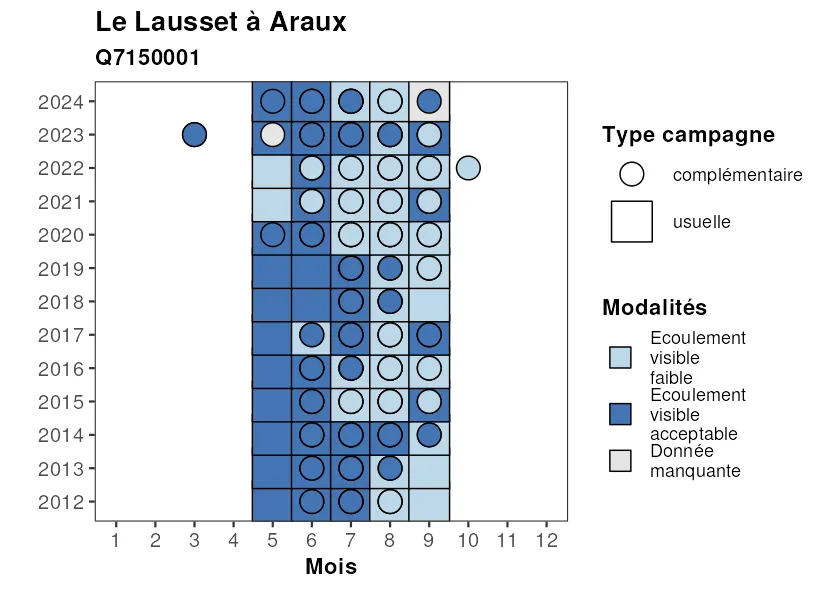 Le Lausset à Araux
Q7150001
2024
2023
2022
2021
2020
2019
2018
2017
2016
2015
2014
2013
2012
1 2 3 4 5 6 7 8 9 10 11 12
Mois
Type campagne
complémentaire
usuelle
Modalités
Ecoulement
visible
faible
Ecoulement
visible
acceptable
Donnée
manquante